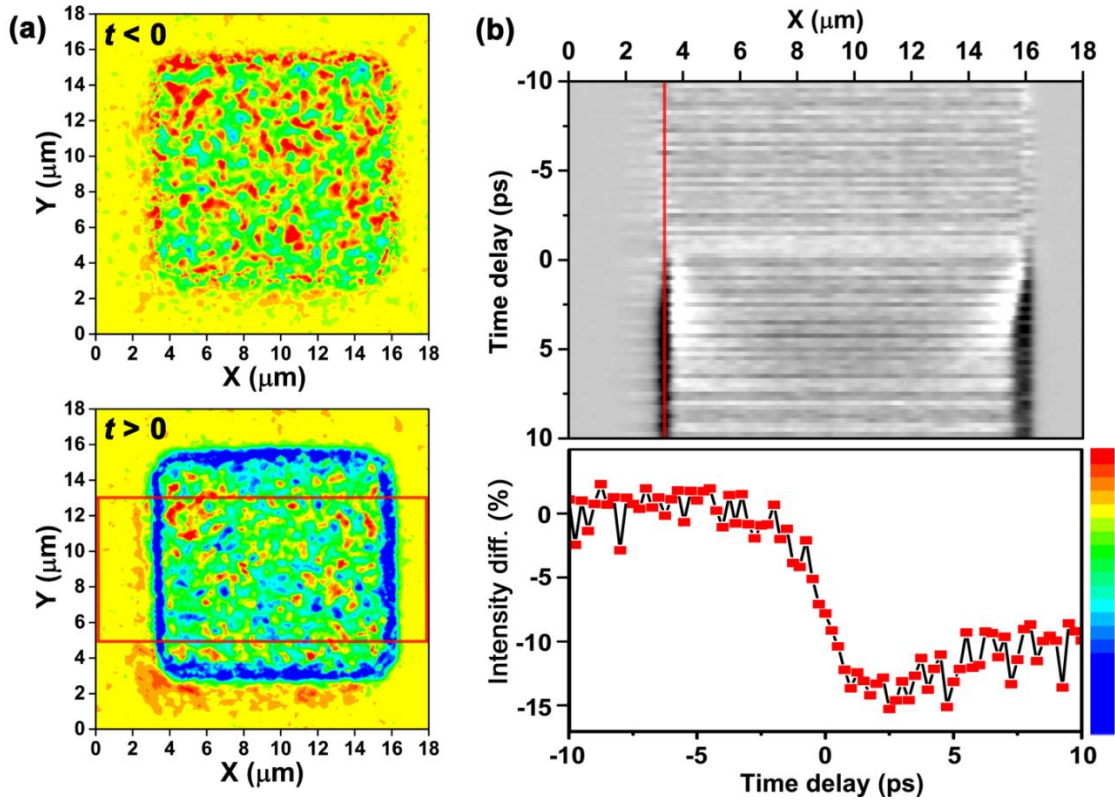 (a)
t < 0
18
16
14
12
10
8
6
4
2
0
Y (μm)
0 2 4 6 8 10 12 14 16 18
X (μm)
t > 0
18
16
14
12
10
8
6
4
2
0
Y (μm)
0 2 4 6 8 10 12 14 16 18
X (μm)
(b)
X (μm)
0 2 4 6 8 10 12 14 16 18
-10
-5
0
5
10
Time delay (ps)
0
-5
-10
-15
Intensity diff. (%)
-10 -5 0 5 10
Time delay (ps)